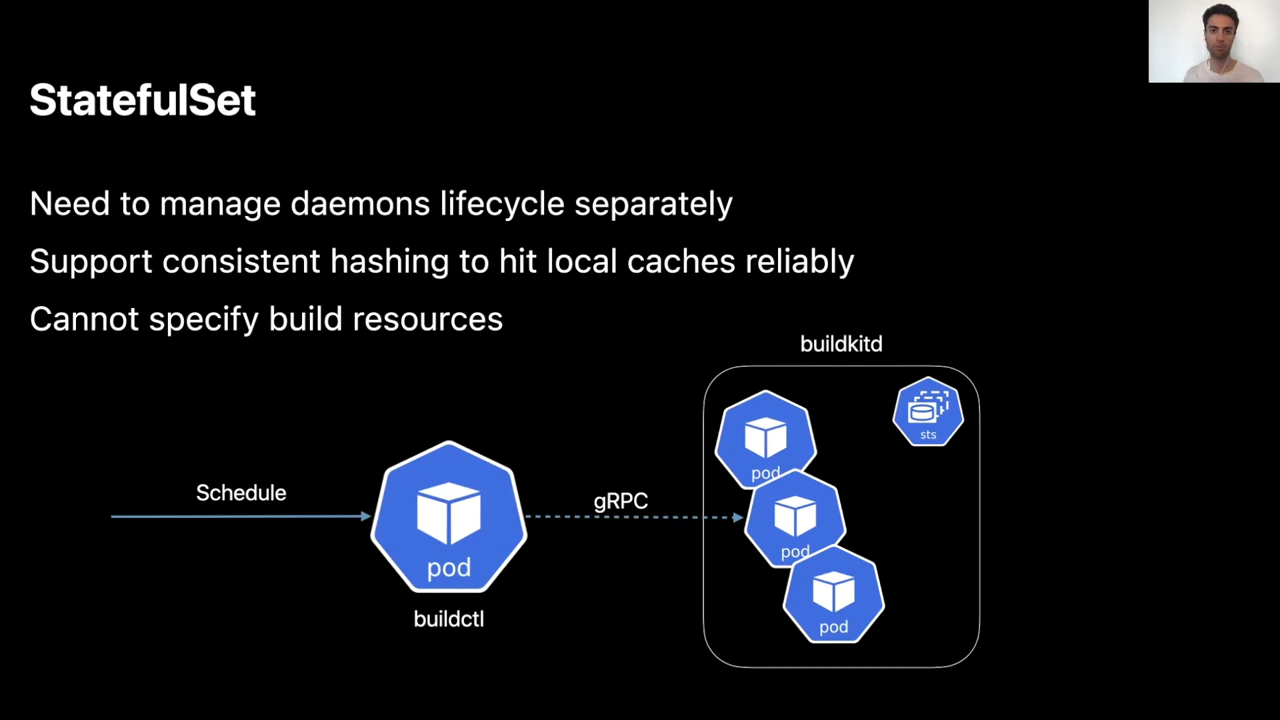 StatefulSet
Need to manage daemons lifecycle separately
Support consistent hashing to hit local caches reliably
Cannot specify build resources
buildkitd
sts
pod
Schedule
gRPC
pod
pod
pod
buildctl